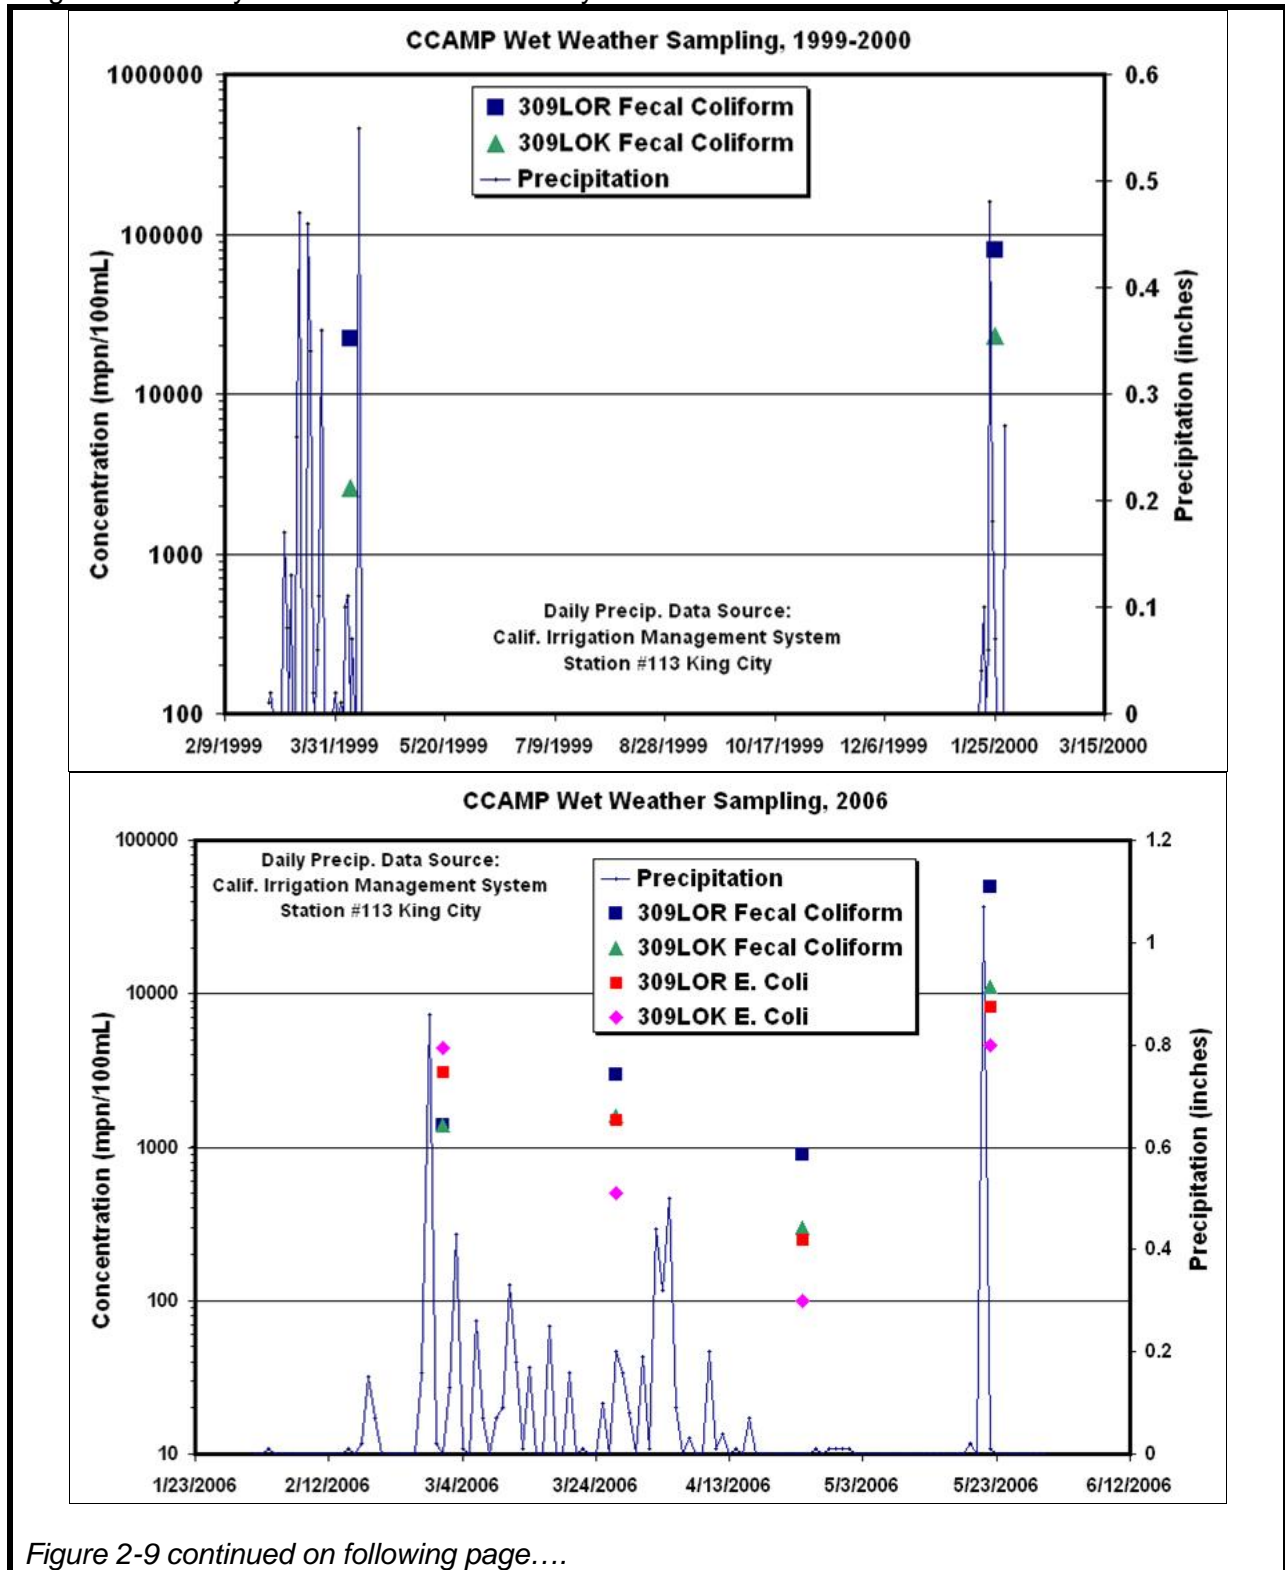 CCAMP Wet Weather Sampling, 1999-2000
309LOR Fecal Coliform
309LOK Fecal Coliform
Precipitation
Concentration (mpn/100mL)
1000000
100000
10000
1000
100
Precipitation (inches)
0.6
0.5
0.4
0.3
0.2
0.1
0
Daily Precip. Data Source:
Calif. Irrigation Management System
Station #113 King City
2/9/1999 3/31/1999 5/20/1999 7/9/1999 8/28/1999 10/17/1999 12/6/1999 1/25/2000 3/15/2000
CCAMP Wet Weather Sampling, 2006
Daily Precip. Data Source:
Calif. Irrigation Management System
Station #113 King City
Precipitation
309LOR Fecal Coliform
309LOK Fecal Coliform
309LOR E. Coli
309LOK E. Coli
Concentration (mpn/100mL)
100000
10000
1000
100
10
Precipitation (inches)
1.2
1
0.8
0.6
0.4
0.2
0
1/23/2006 2/12/2006 3/4/2006 3/24/2006 4/13/2006 5/3/2006 5/23/2006 6/12/2006
Figure 2-9 continued on following page….